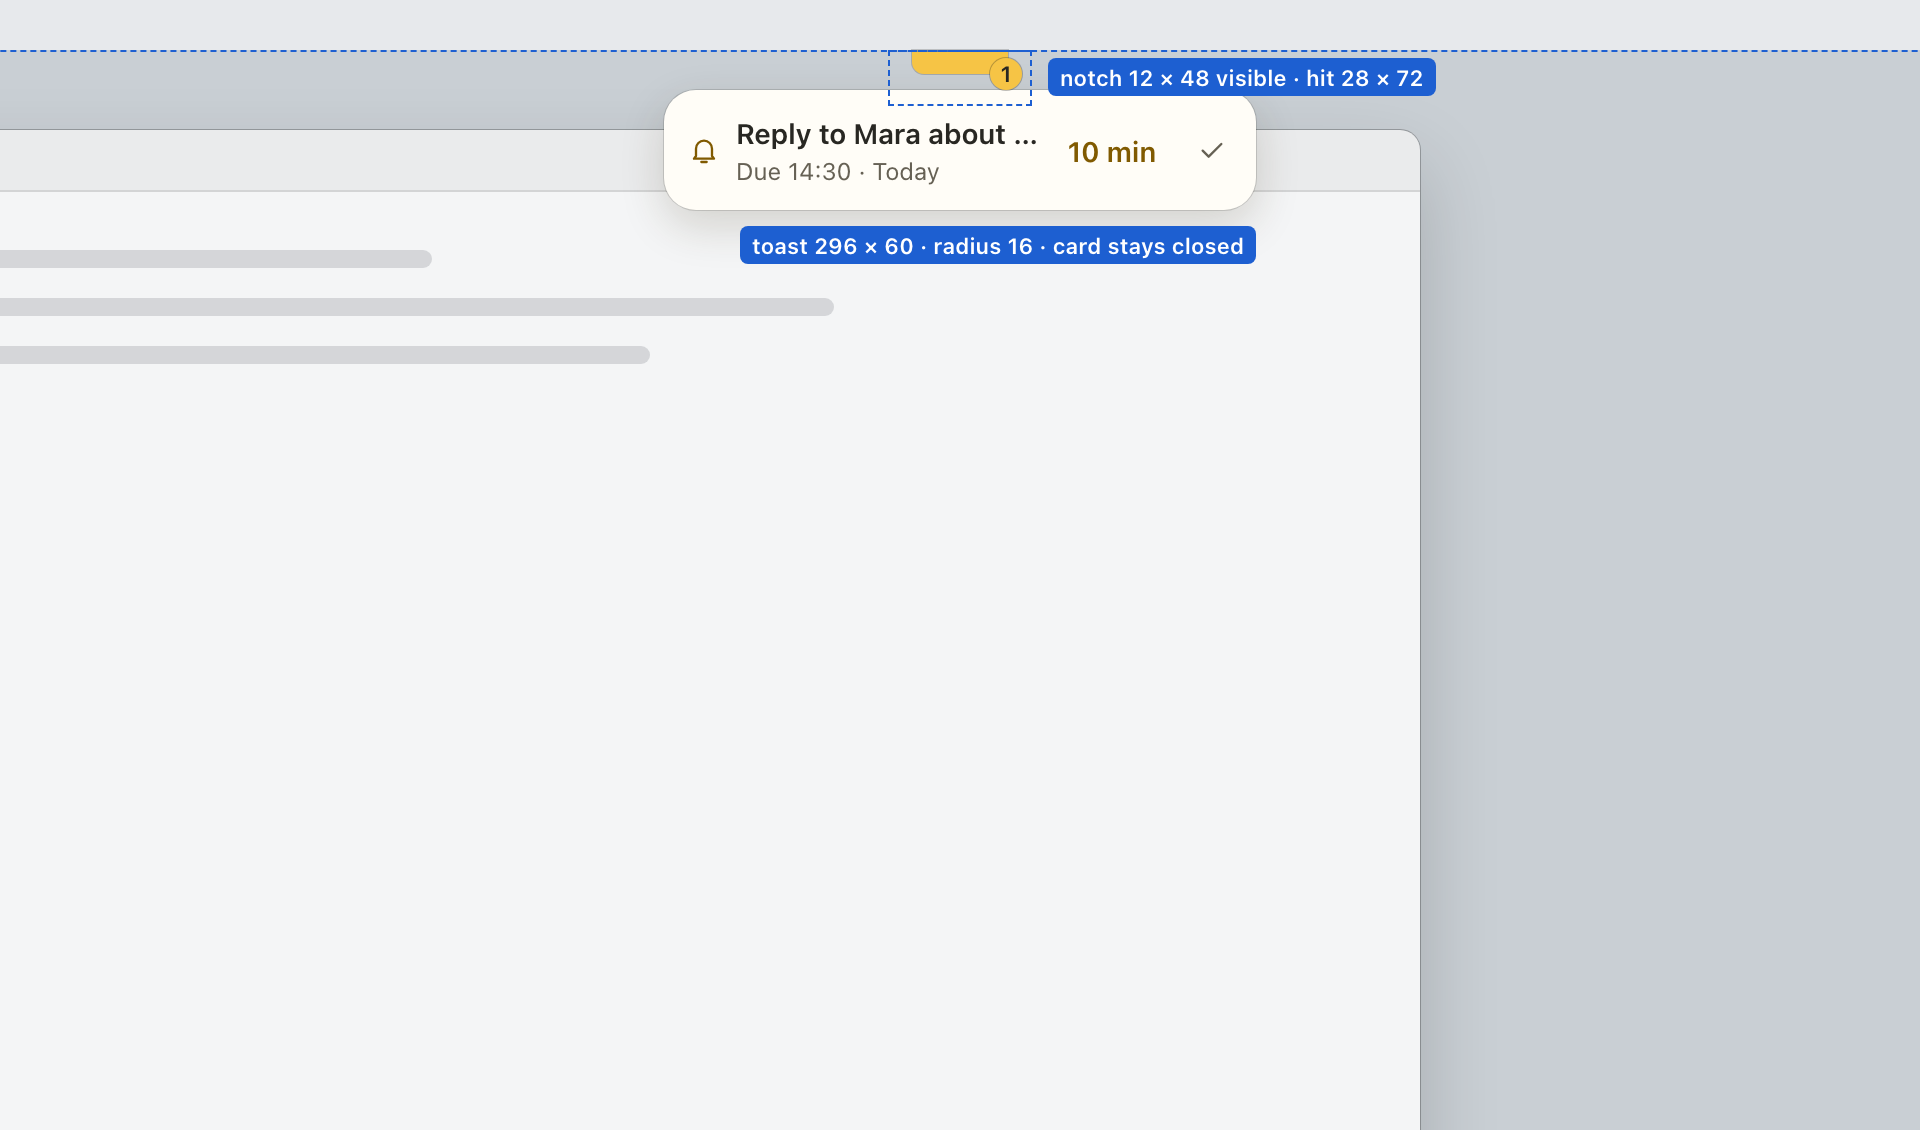 1
notch 12 × 48 visible · hit 28 × 72
Reply to Mara about ...
Due 14:30 · Today
10 min
toast 296 × 60 · radius 16 · card stays closed